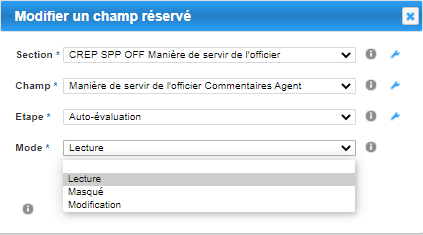 Modifier un champ réservé
Section * CREP SPP OFF Manière de servir de l'officier
Champ * Manière de servir de l'officier Commentaires Agent
Etape * Auto-évaluation
Mode * Lecture
Lecture
Masqué
Modification